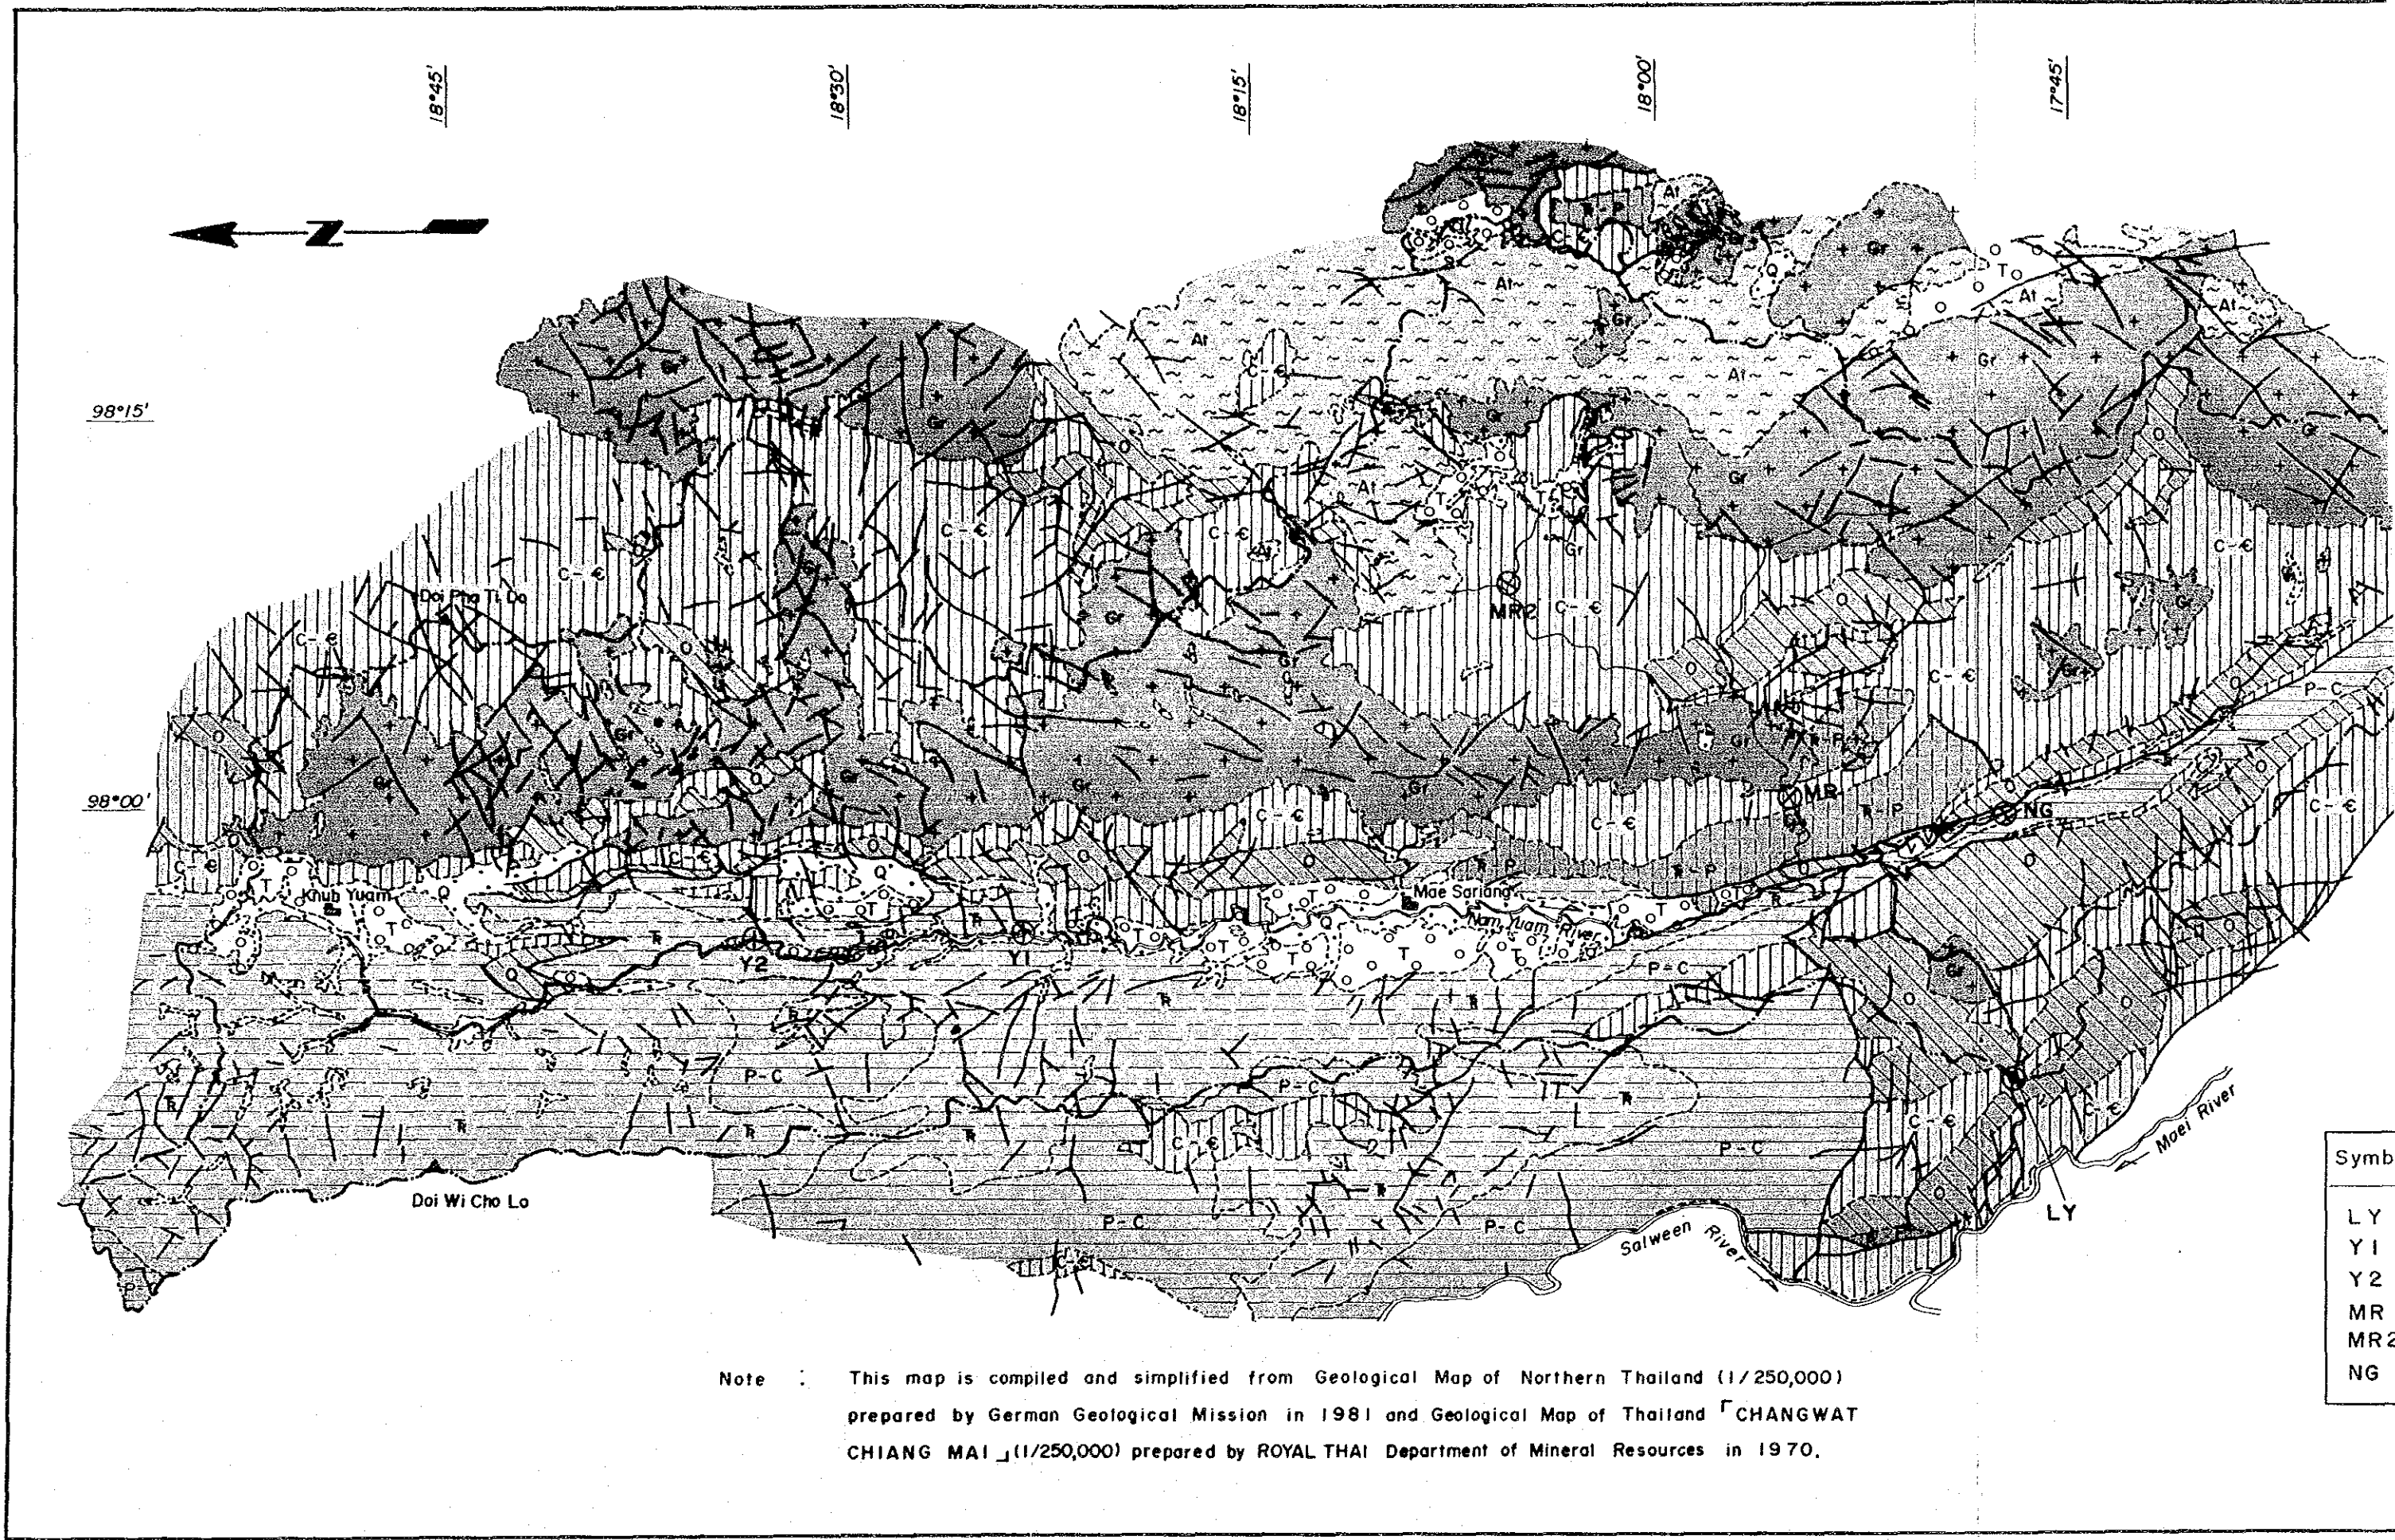 18°45'
18°30'
18°15'
18°00'
17°45'
N
98°15'
98°00'
Gr
At
C-Є
T
Q
O
Doi Pha Ti Lo
MR2
MR
NG
Khun Yuam
Mae Sariang
Nam Yuam River
Y2
Y1
P-C
Doi Wi Cho Lo
Salween River
Maei River
LY
Symb
LY
Y1
Y2
MR
MR2
NG
Note : This map is compiled and simplified from Geological Map of Northern Thailand (1/250,000)
prepared by German Geological Mission in 1981 and Geological Map of Thailand「CHANGWAT
CHIANG MAI」(1/250,000) prepared by ROYAL THAI Department of Mineral Resources in 1970.